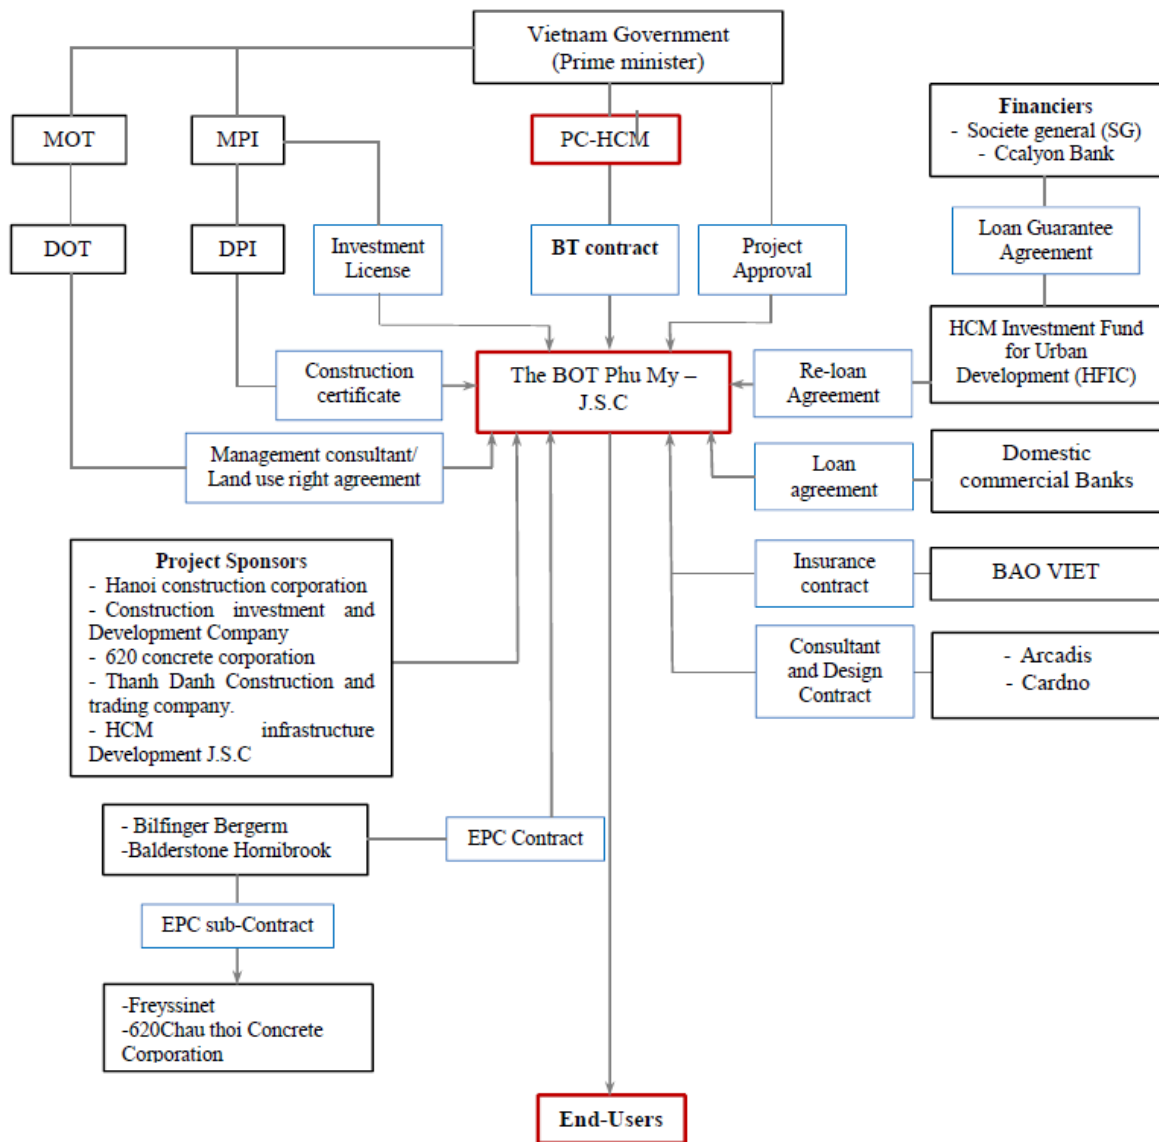 Vietnam Government
(Prime minister)
MOT
MPI
PC-HCM
Financiers
- Societe general (SG)
- Ccalyon Bank
DOT
DPI
Investment
License
BT contract
Project
Approval
Loan Guarantee
Agreement
HCM Investment Fund
for Urban
Development (HFIC)
Construction
certificate
The BOT Phu My –
J.S.C
Re-loan
Agreement
Management consultant/
Land use right agreement
Loan
agreement
Domestic
commercial Banks
Project Sponsors
- Hanoi construction corporation
- Construction investment and
Development Company
- 620 concrete corporation
- Thanh Danh Construction and
trading company.
- HCM infrastructure
Development J.S.C
Insurance
contract
BAO VIET
Consultant
and Design
Contract
- Arcadis
- Cardno
- Bilfinger Bergerm
-Balderstone Hornibrook
EPC Contract
EPC sub-Contract
-Freyssinet
-620Chau thoi Concrete
Corporation
End-Users